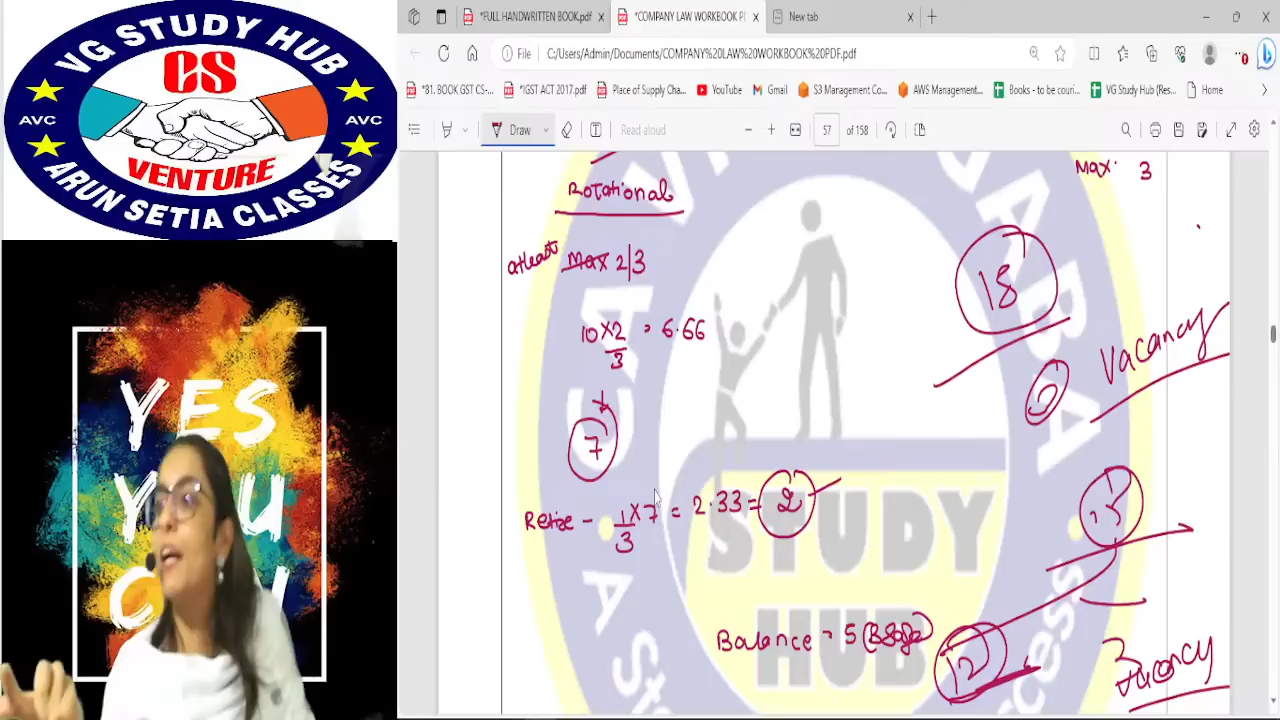 VG STUDY HUB
CS
AVC
AVC
VENTURE
ARUN SETIA CLASSES
YES
YOU
C
*FULL HANDWRITTEN BOOK.pdf
*COMPANY LAW WORKBOOK P
New tab
File
C:/Users/Admin/Documents/COMPANY%20LAW%20WORKBOOK%20PDF.pdf
*81. BOOK GST CS-...
*IGST ACT 2017.pdf
Place of Supply Cha...
YouTube
Gmail
S3 Management Co...
AWS Management...
Books - to be Couri...
VG Study Hub (Res...
Home
Draw
Read aloud
57
of 158
Max. 3
Rotational
atleast Max 2/3
18
10 × 2/3 = 6.66
Vacancy
0
7
Retire - 1/3 × 7 = 2.33 = 2
15
Balance = 5
12
STUDY
HUB